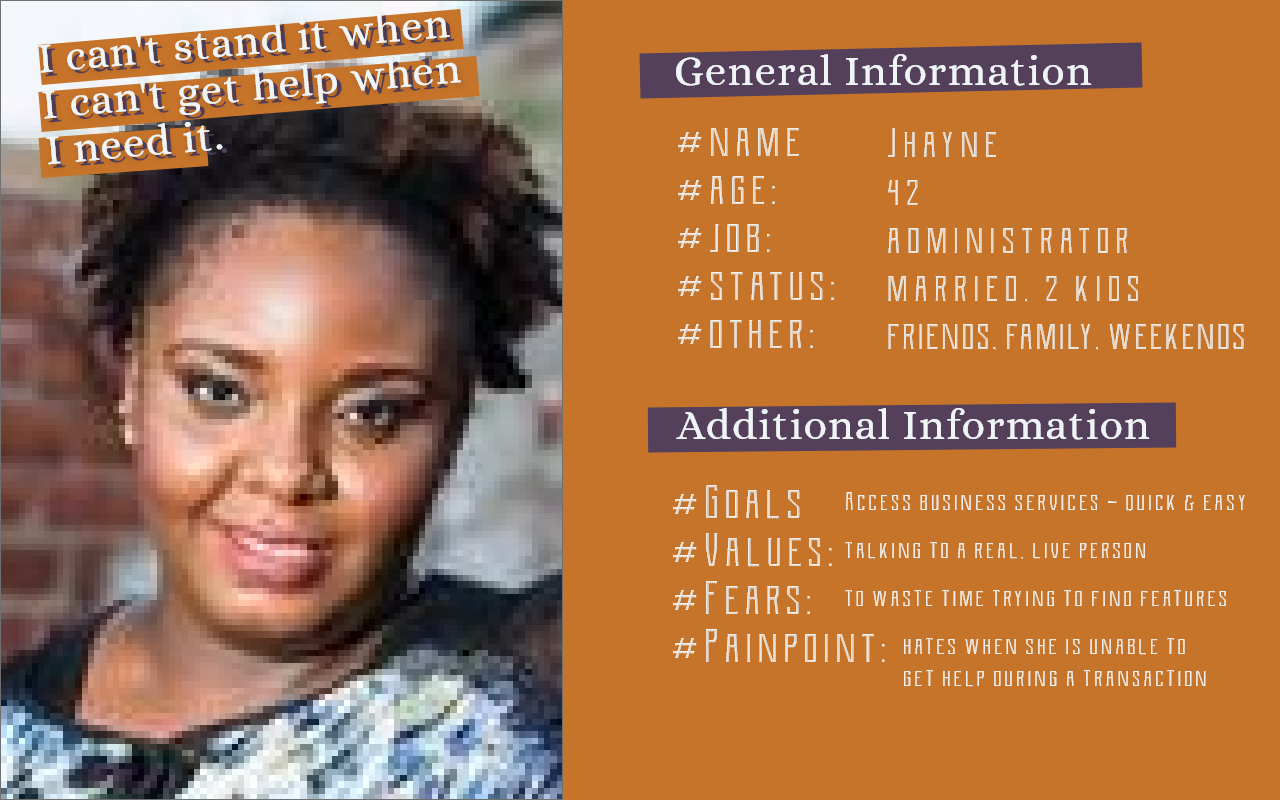 I can't stand it when
I can't get help when
I need it.
General Information
#NAME JHAYNE
#AGE: 42
#JOB: ADMINISTRATOR
#STATUS: MARRIED, 2 KIDS
#OTHER: FRIENDS, FAMILY, WEEKENDS
Additional Information
#GOALS ACCESS BUSINESS SERVICES – QUICK & EASY
#VALUES: TALKING TO A REAL, LIVE PERSON
#FEARS: TO WASTE TIME TRYING TO FIND FEATURES
#PAINPOINT: HATES WHEN SHE IS UNABLE TO
GET HELP DURING A TRANSACTION